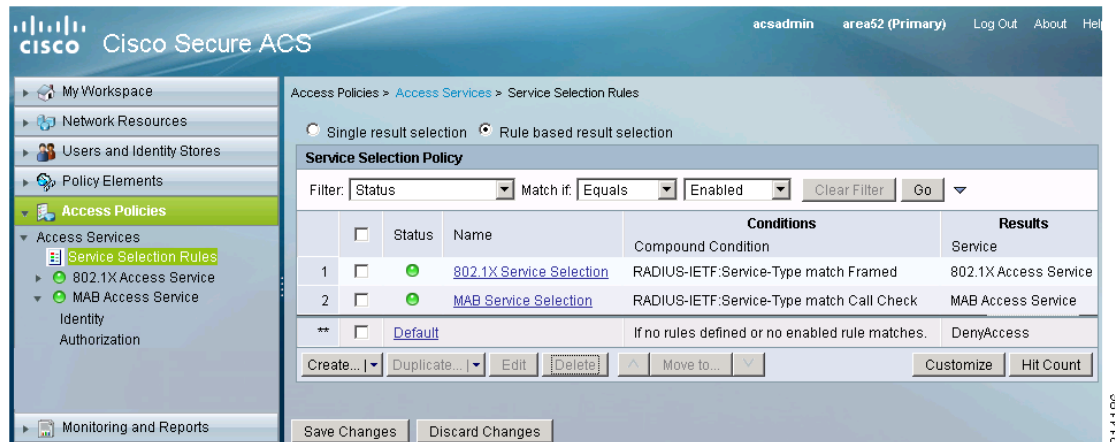 acsadmin area52 (Primary) Log Out About Hel
CISCO Cisco Secure ACS
My Workspace
Network Resources
Users and Identity Stores
Policy Elements
Access Policies
Access Services
Service Selection Rules
802.1X Access Service
MAB Access Service
Identity
Authorization
Monitoring and Reports
Access Policies > Access Services > Service Selection Rules
Single result selection Rule based result selection
Service Selection Policy
Filter: Status Match if: Equals Enabled Clear Filter Go
Conditions Results
Status Name Compound Condition Service
1 802.1X Service Selection RADIUS-IETF:Service-Type match Framed 802.1X Access Service
2 MAB Service Selection RADIUS-IETF:Service-Type match Call Check MAB Access Service
** Default If no rules defined or no enabled rule matches. DenyAccess
Create... | Duplicate... | Edit Delete Move to... Customize Hit Count
Save Changes Discard Changes